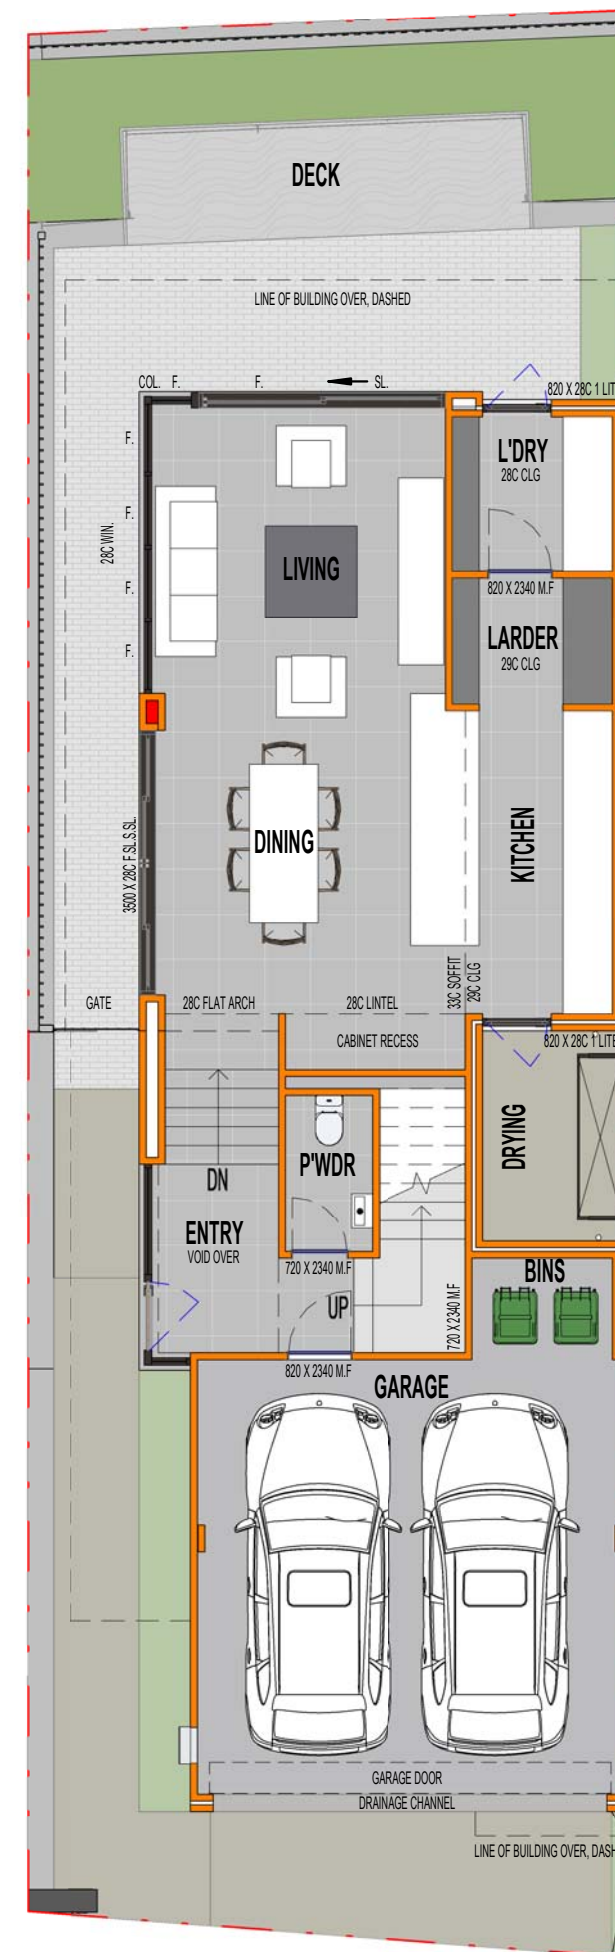 DECK
LINE OF BUILDING OVER, DASHED
COL. F. F. SL.
820 X 28C 1 LIT
F.
L'DRY
28C CLG
F.
28C WIN.
LIVING
F.
820 X 2340 M.F
F.
LARDER
29C CLG
3500 X 28C F.SL.S.SL.
DINING
KITCHEN
33C SOFFIT
29C CLG
GATE
28C FLAT ARCH
28C LINTEL
CABINET RECESS
820 X 28C 1 LITE
DRYING
P'WDR
DN
ENTRY
VOID OVER
720 X 2340 M.F
BINS
UP
720 X 2340 M.F
820 X 2340 M.F
GARAGE
GARAGE DOOR
DRAINAGE CHANNEL
LINE OF BUILDING OVER, DASH